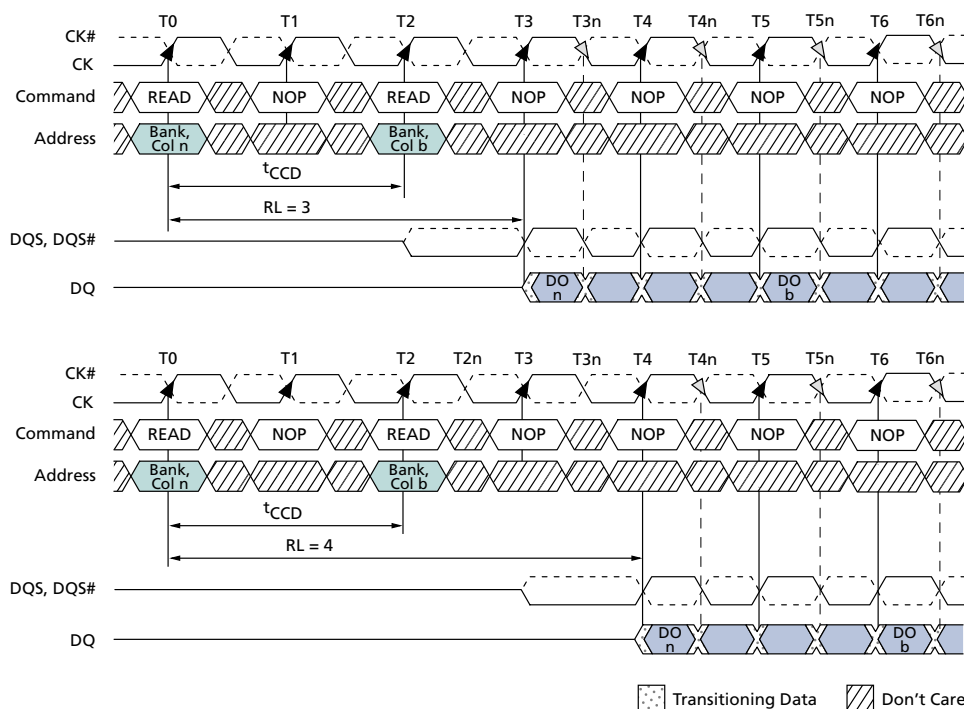 T0 T1 T2 T3 T3n T4 T4n T5 T5n T6 T6n
CK#
CK
Command READ NOP READ NOP NOP NOP NOP
Address Bank, Col n Bank, Col b
tCCD
RL = 3
DQS, DQS#
DQ DO n DO b
T0 T1 T2 T2n T3 T3n T4 T4n T5 T5n T6 T6n
CK#
CK
Command READ NOP READ NOP NOP NOP NOP
Address Bank, Col n Bank, Col b
tCCD
RL = 4
DQS, DQS#
DQ DO n DO b
Transitioning Data Don't Care